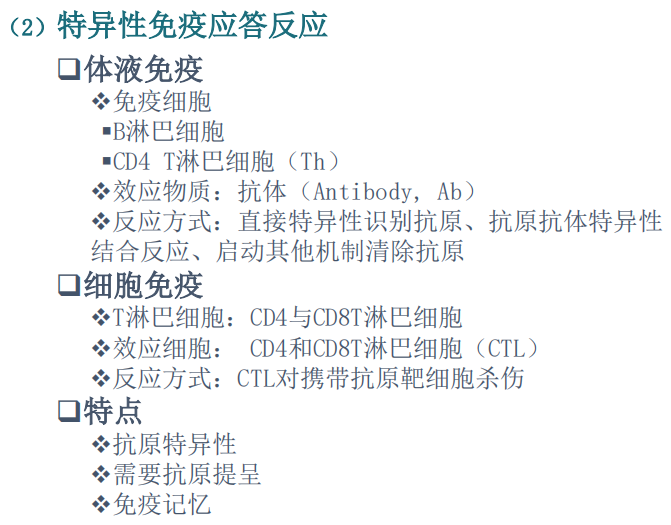 （2）特异性免疫应答反应
❑体液免疫
❖免疫细胞
▪B淋巴细胞
▪CD4 T淋巴细胞（Th）
❖效应物质：抗体（Antibody, Ab）
❖反应方式：直接特异性识别抗原、抗原抗体特异性
结合反应、启动其他机制清除抗原
❑细胞免疫
❖T淋巴细胞：CD4与CD8T淋巴细胞
❖效应细胞： CD4和CD8T淋巴细胞（CTL）
❖反应方式：CTL对携带抗原靶细胞杀伤
❑特点
❖抗原特异性
❖需要抗原提呈
❖免疫记忆